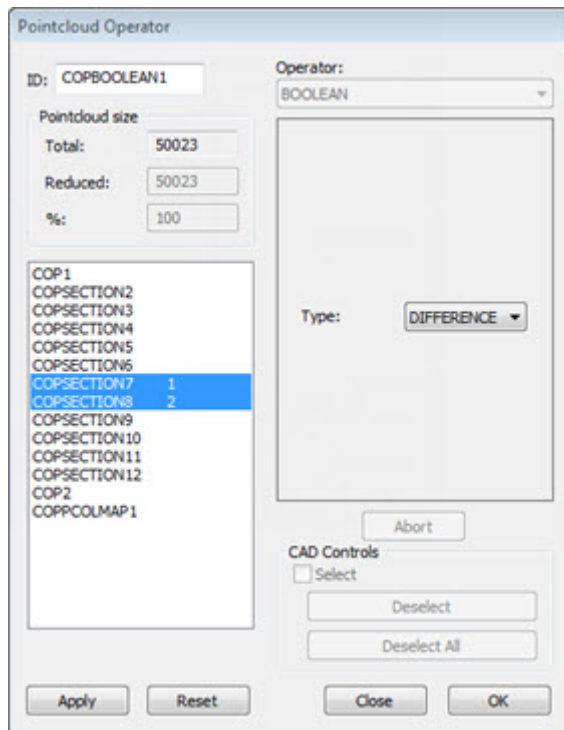 Pointcloud Operator
ID: COPBOOLEAN1
Operator:
BOOLEAN
Pointcloud size
Total: 50023
Reduced: 50023
%: 100
COP1
COPSECTION2
COPSECTION3
COPSECTION4
COPSECTION5
COPSECTION6
COPSECTION7 1
COPSECTION8 2
COPSECTION9
COPSECTION10
COPSECTION11
COPSECTION12
COP2
COPPCOLMAP1
Type: DIFFERENCE
Abort
CAD Controls
Select
Deselect
Deselect All
Apply Reset Close OK